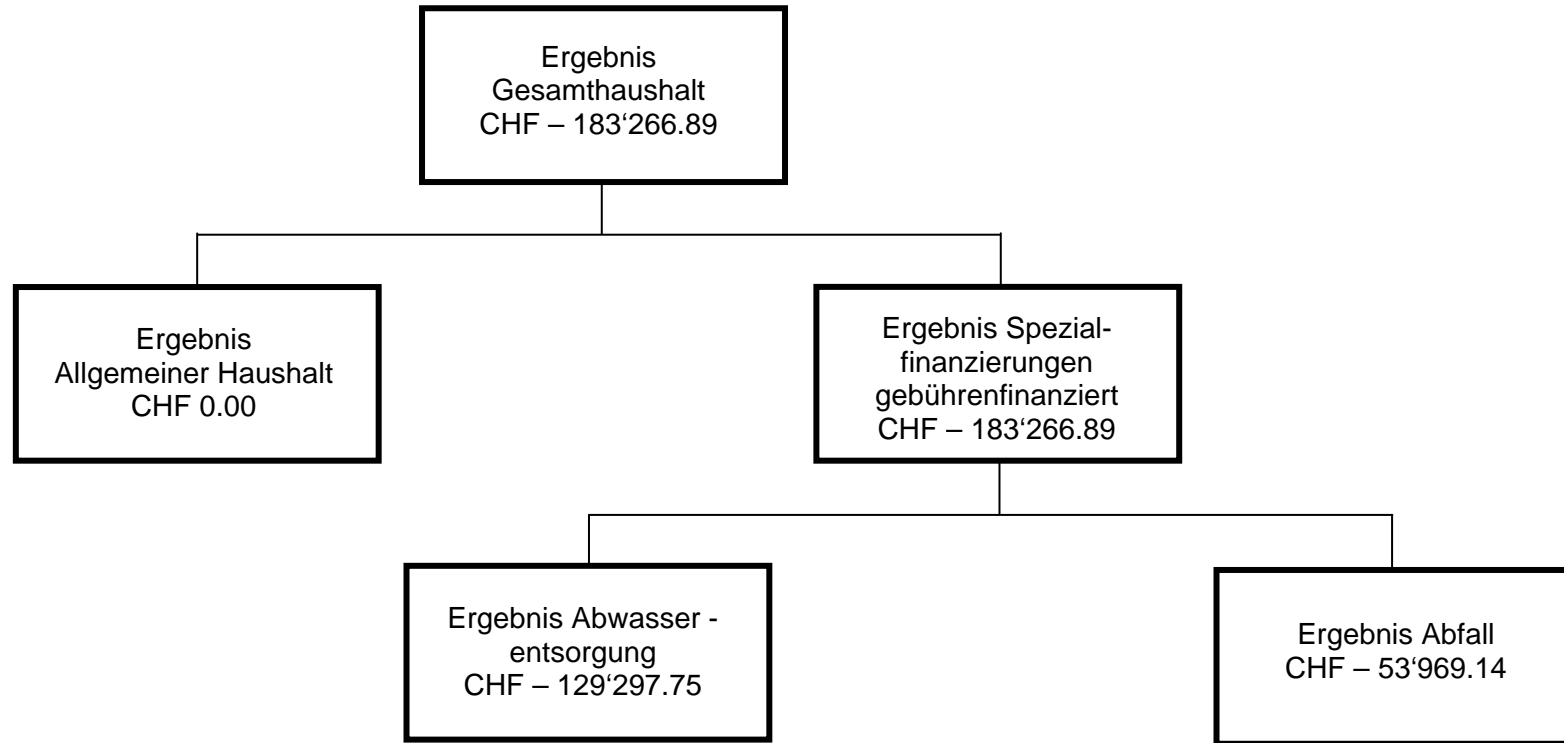 Ergebnis
Gesamthaushalt
CHF – 183‘266.89
Ergebnis
Allgemeiner Haushalt
CHF 0.00
Ergebnis Spezial-
finanzierungen
gebührenfinanziert
CHF – 183‘266.89
Ergebnis Abwasser -
entsorgung
CHF – 129‘297.75
Ergebnis Abfall
CHF – 53‘969.14